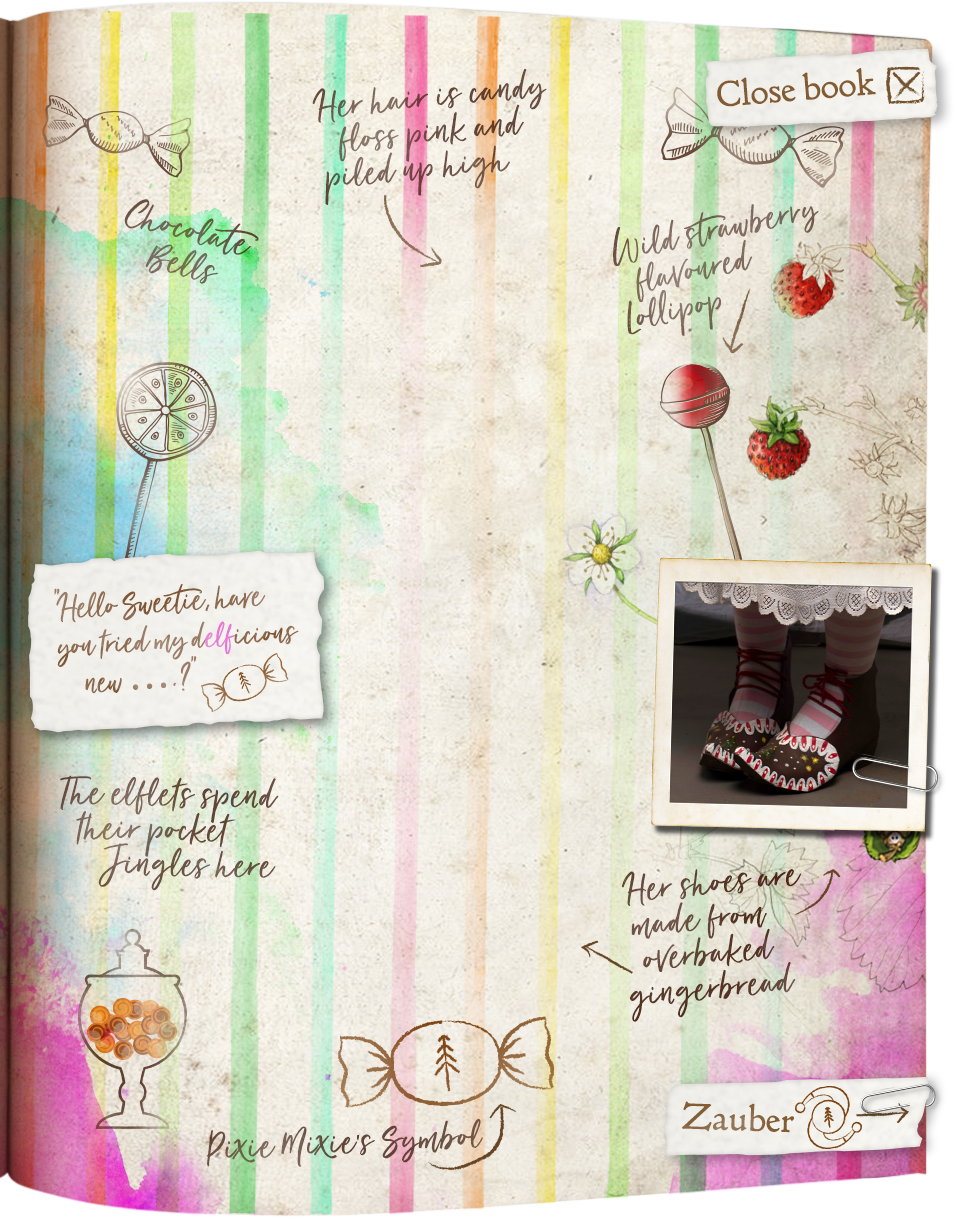 Close book
Her hair is candy
floss pink and
piled up high
Chocolate
Bells
Wild strawberry
flavoured
Lollipop
"Hello Sweetie, have
you tried my delficious
new ....?"
The elflets spend
their pocket
Jingles here
Her shoes are
made from
overbaked
gingerbread
Pixie Mixie's Symbol
Zauber